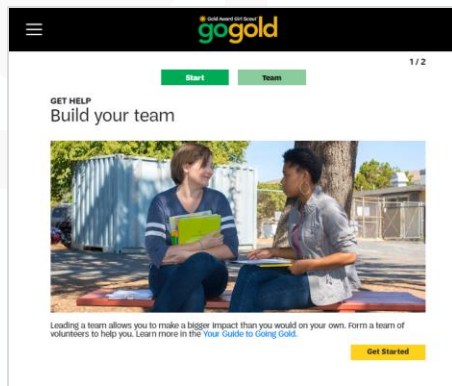 Gold Award Girl Scout
gogold
1 / 2
Start
Team
GET HELP
Build your team
Leading a team allows you to make a bigger impact than you would on your own. Form a team of
volunteers to help you. Learn more in the Your Guide to Going Gold.
Get Started